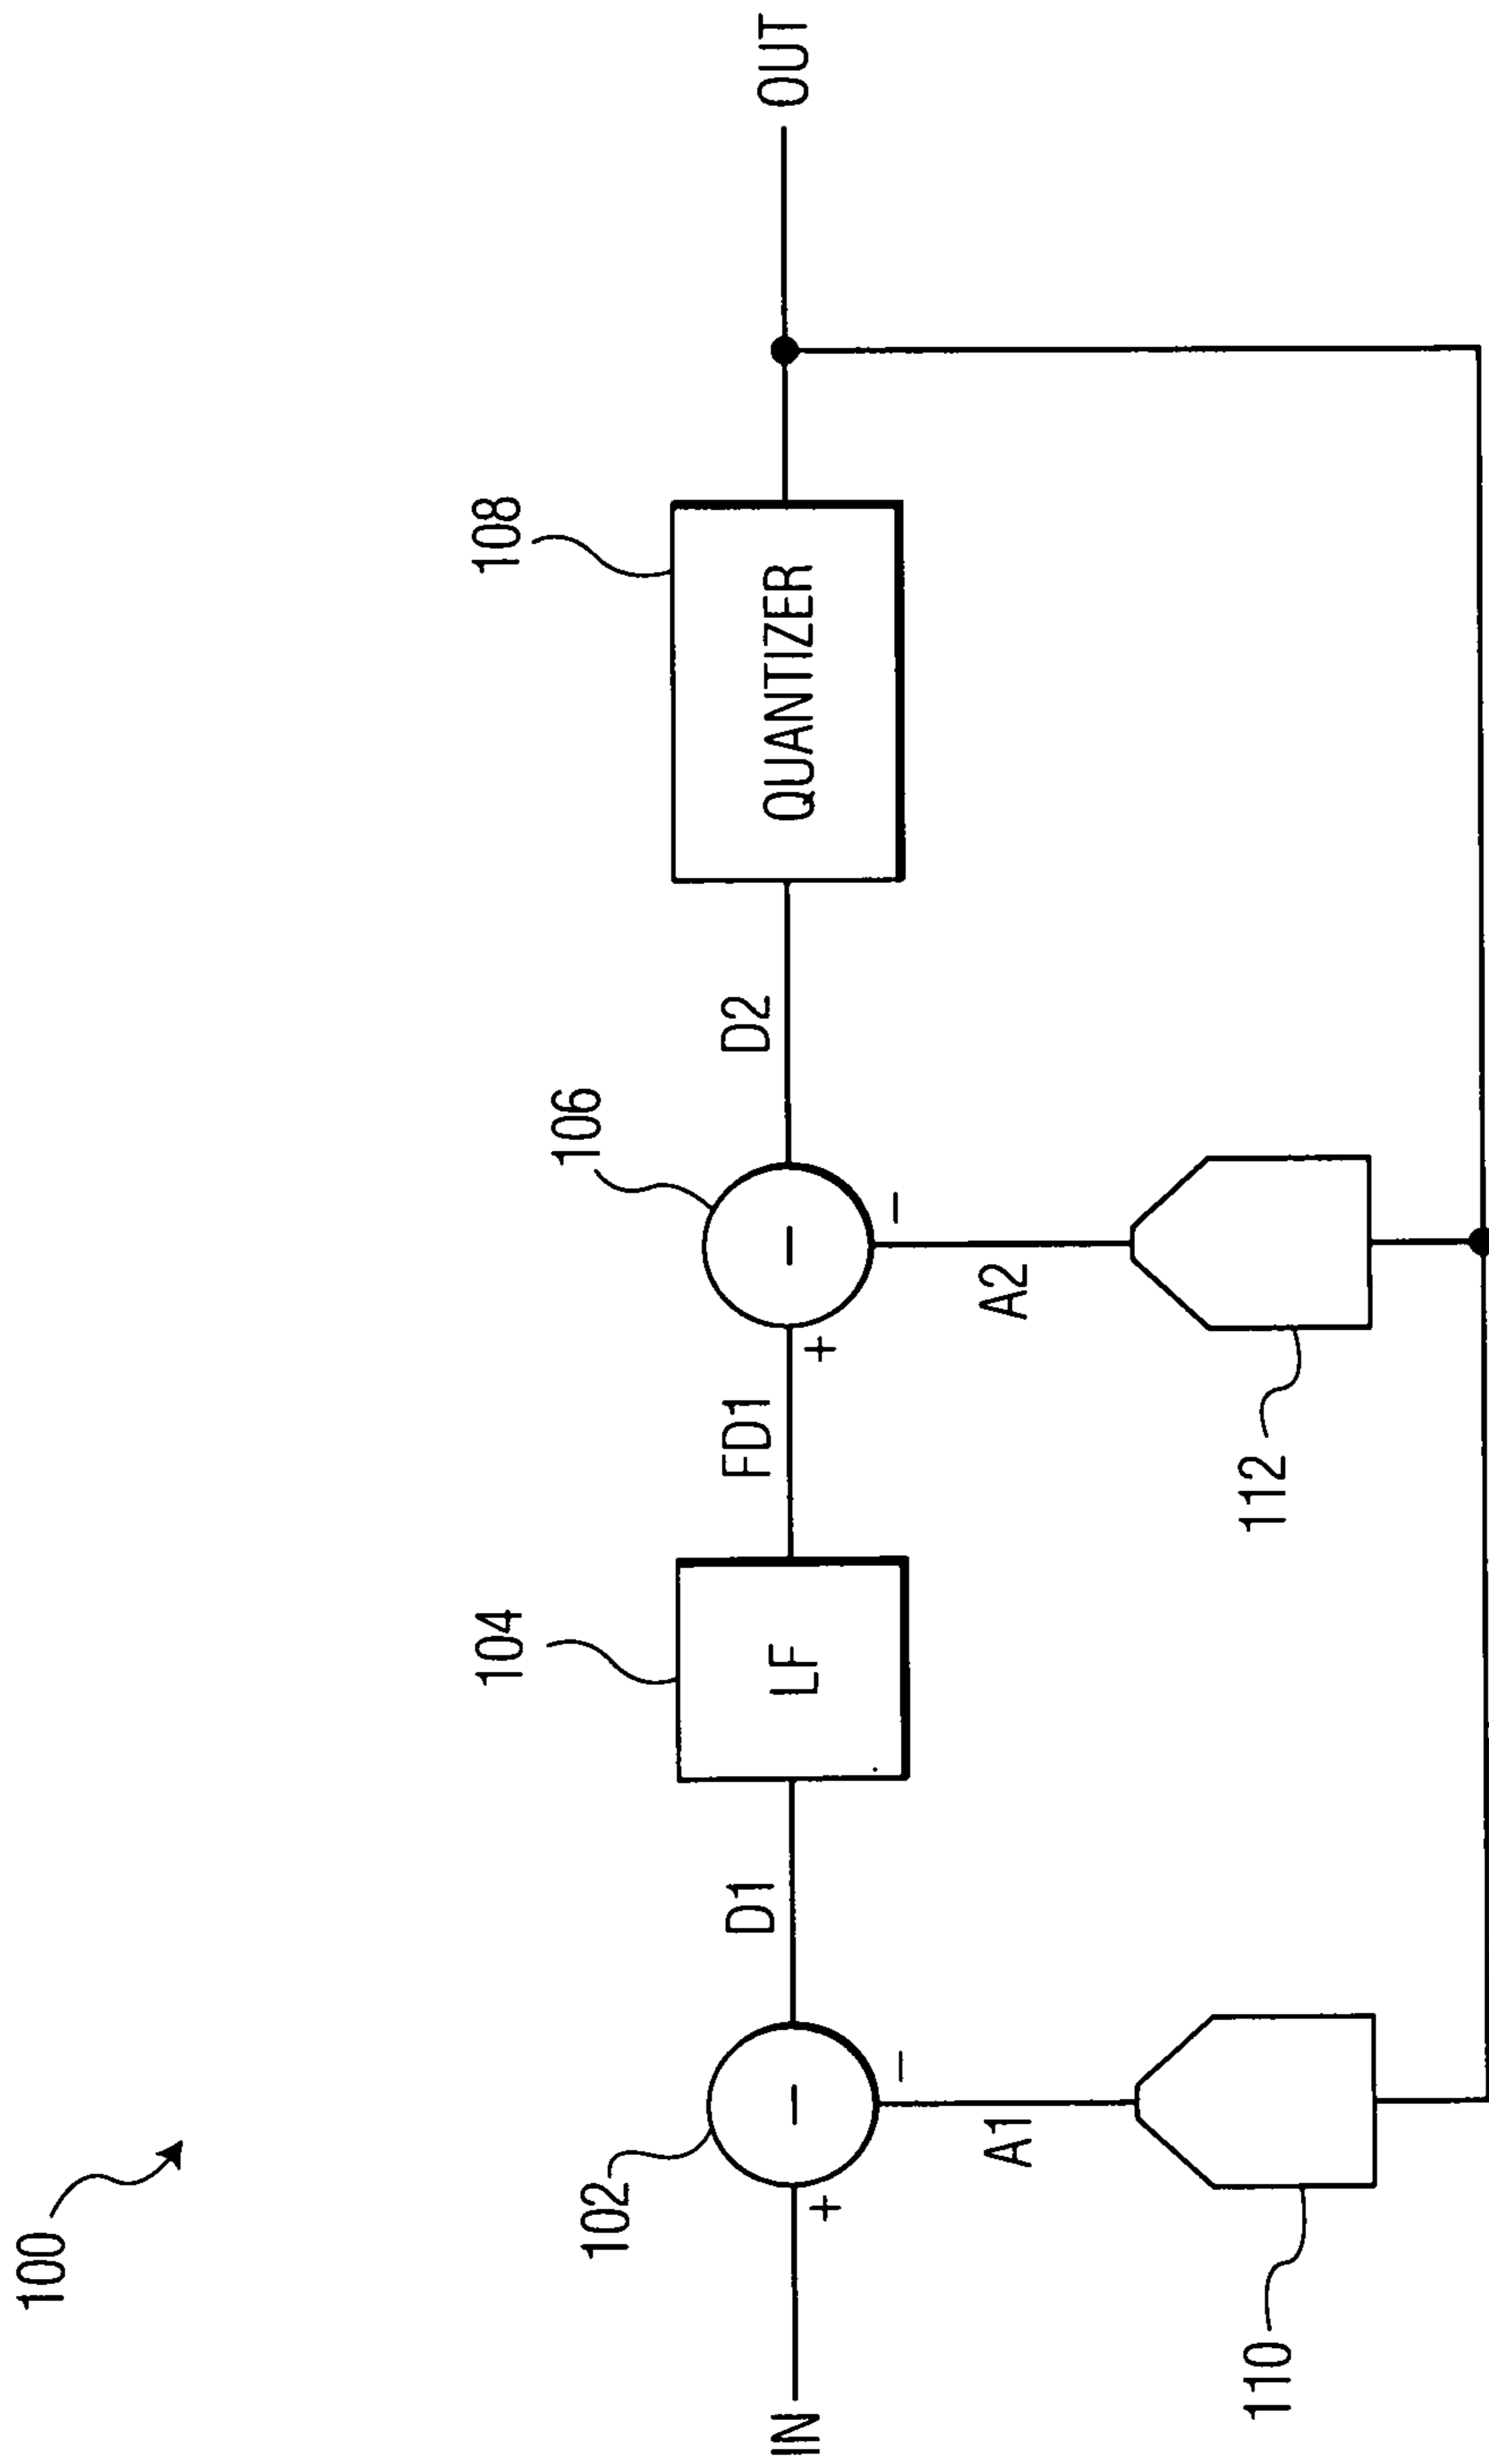 100
102
104
106
108
IN
+
−
−
D1
LF
FD1
+
−
−
D2
QUANTIZER
OUT
A1
A2
110
112